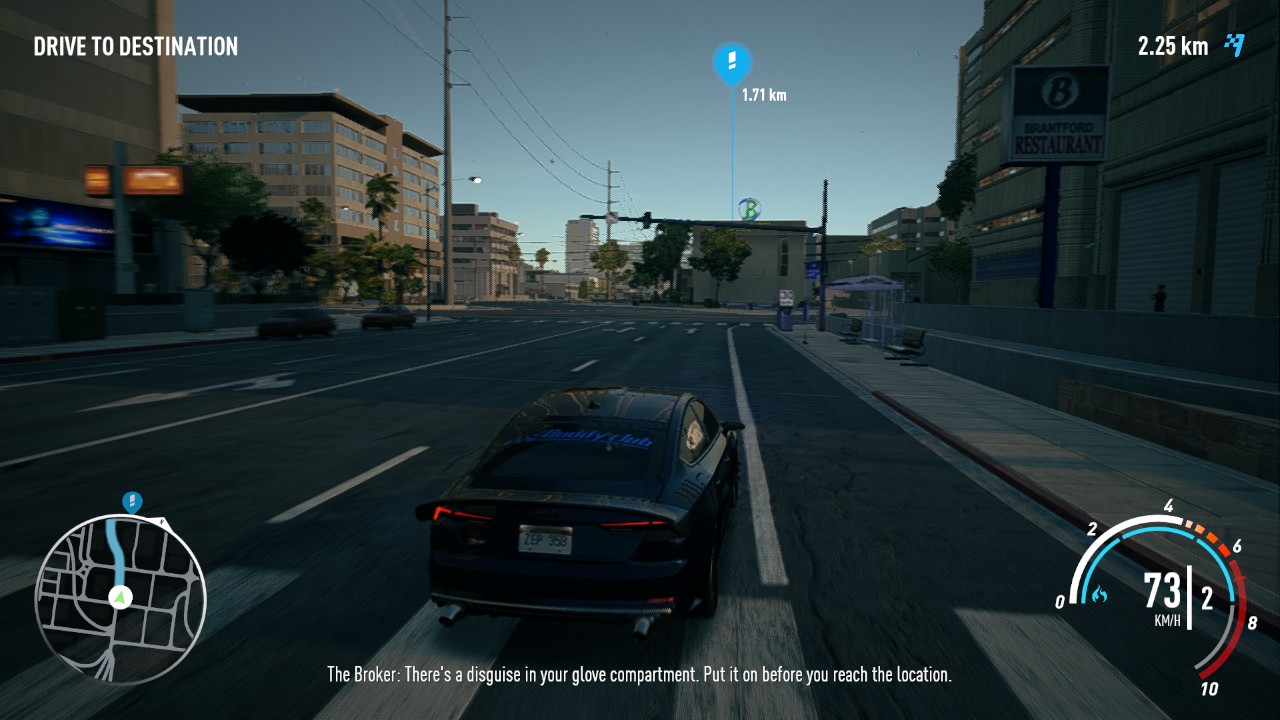 DRIVE TO DESTINATION
2.25 km
1.71 km
B
BRANTFORD
RESTAURANT
B
BuddyClub
ZEP 358
0
2
4
6
8
10
73
KM/H
2
The Broker: There's a disguise in your glove compartment. Put it on before you reach the location.